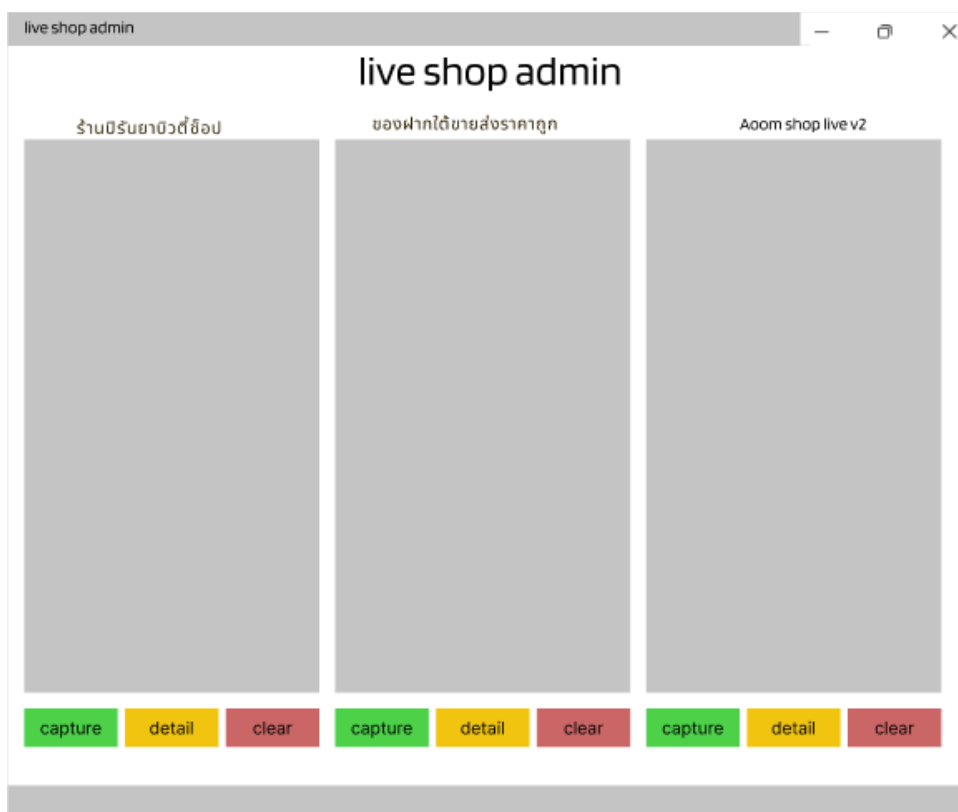 live shop admin
live shop admin
ร้านมิรันยาบิวตี้ช็อป
ของฝากใต้ขายส่งราคาถูก
Aoom shop live v2
capture detail clear capture detail clear capture detail clear